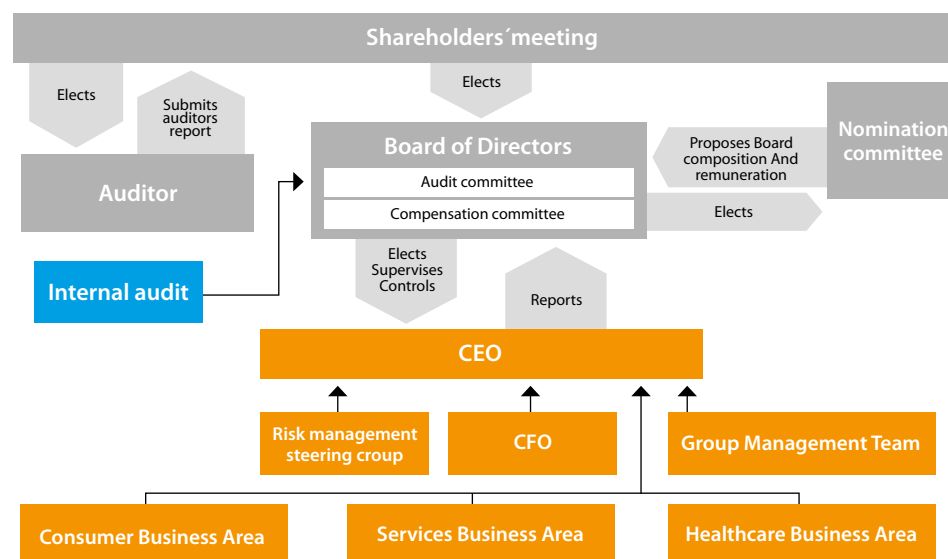 Shareholders´meeting
Elects
Submits
auditors
report
Elects
Auditor
Board of Directors
Audit committee
Compensation committee
Proposes Board
composition And
remuneration
Elects
Nomination
committee
Internal audit
Elects
Supervises
Controls
Reports
CEO
Risk management
steering croup
CFO
Group Management Team
Consumer Business Area
Services Business Area
Healthcare Business Area